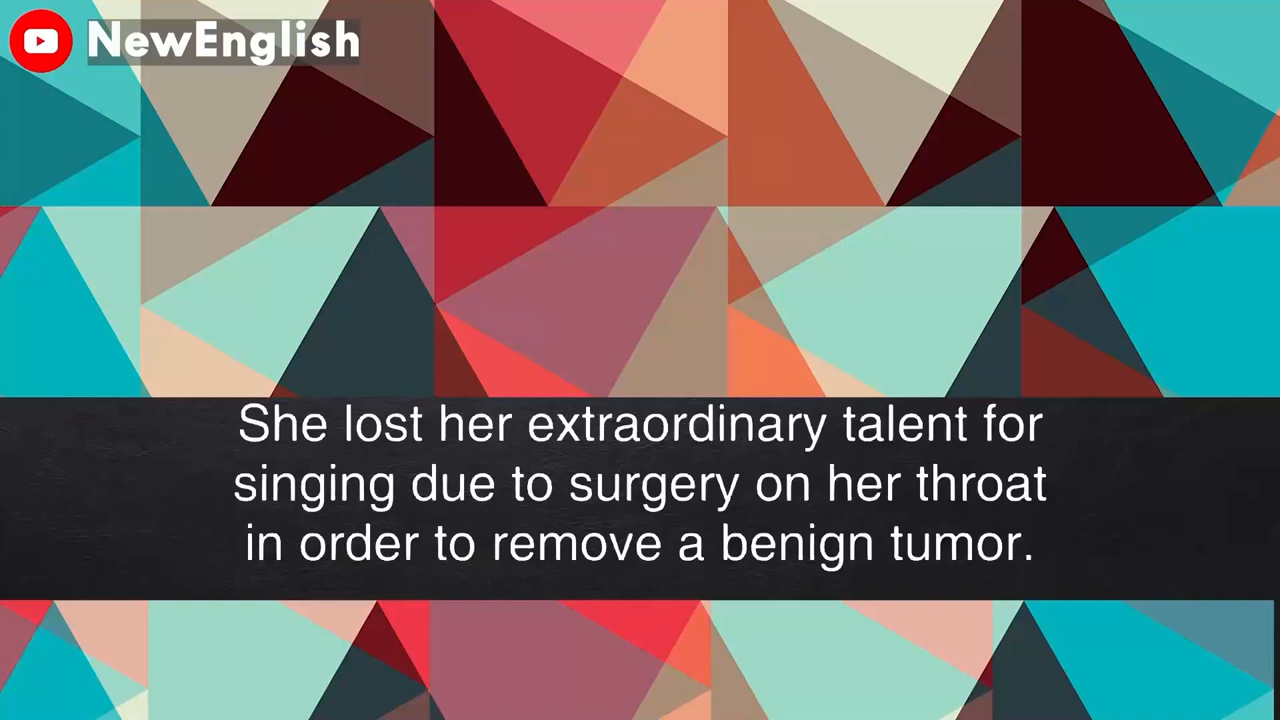 NewEnglish
She lost her extraordinary talent for
singing due to surgery on her throat
in order to remove a benign tumor.